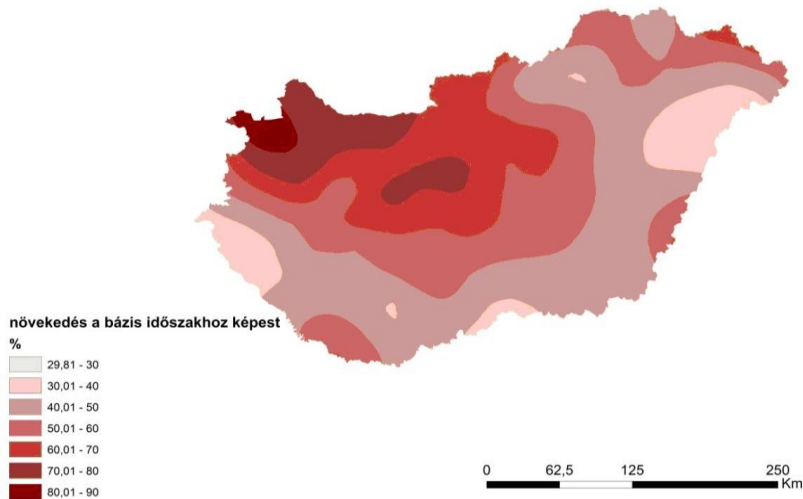 növekedés a bázis időszakhoz képest
%
29,81 - 30
30,01 - 40
40,01 - 50
50,01 - 60
60,01 - 70
70,01 - 80
80,01 - 90
0 62,5 125 250
Km